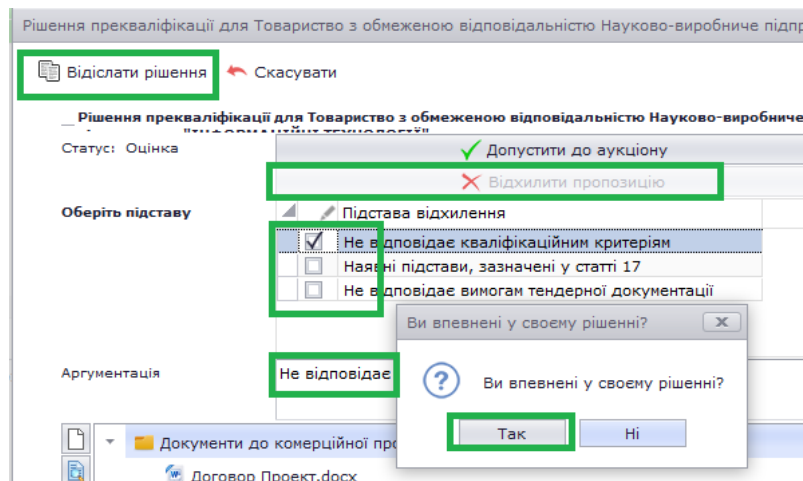 Рішення прекваліфікації для Товариство з обмеженою відповідальністю Науково-виробниче підпр
Відіслати рішення Скасувати
Рішення прекваліфікації для Товариство з обмеженою відповідальністю Науково-виробниче
"ІНФОРМАЦІЙНІ ТЕХНОЛОГІЇ"
Статус: Оцінка
Допустити до аукціону
Відхилити пропозицію
Оберіть підставу
Підстава відхилення
Не відповідає кваліфікаційним критеріям
Наявні підстави, зазначені у статті 17
Не відповідає вимогам тендерної документації
Ви впевнені у своєму рішенні?
Аргументація
Не відповідає
Ви впевнені у своєму рішенні?
Так Ні
Документи до комерційної про
Договор Проект.docx